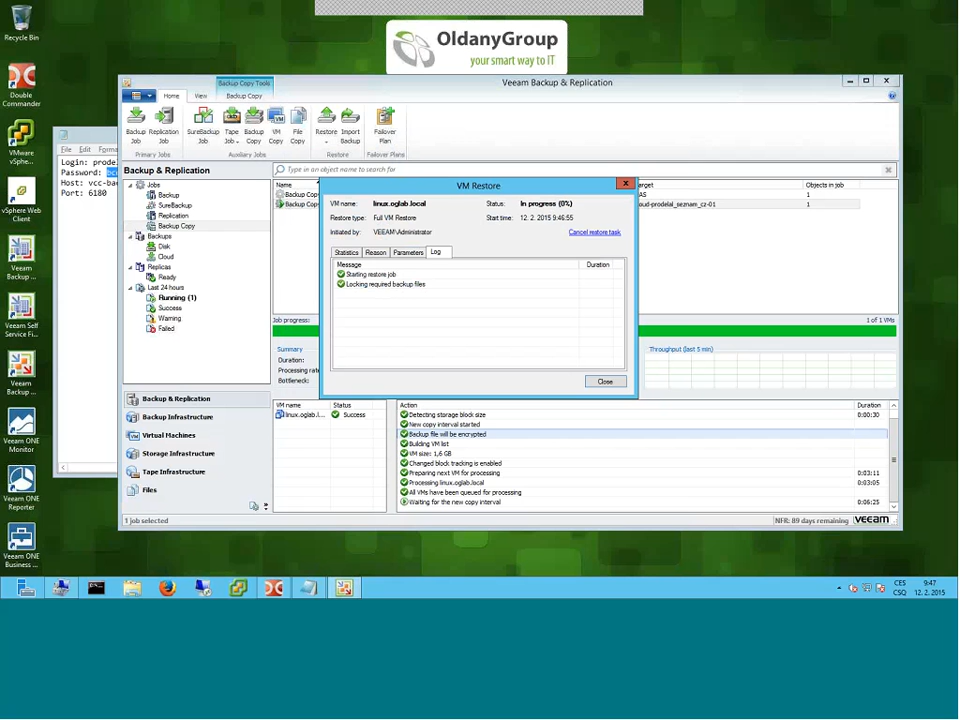 Recycle Bin
OldanyGroup
your smart way to IT
Double
Commander
VMware
vSphe...
vSphere Web
Client
Veeam
Backup ...
Veeam Self
Service Fi...
Veeam
Backup ...
Veeam ONE
Monitor
Veeam ONE
Reporter
Veeam ONE
Business ...
File Edit Forma
Login: prode
Password:
Host: vcc-ba
Port: 6180
Backup Copy Tools
Veeam Backup & Replication
Home View Backup Copy
Backup
Job
Replication
Job
SureBackup
Job
Tape
Job
Backup
Copy
VM
Copy
File
Copy
Restore
Import
Backup
Failover
Plan
Primary Jobs
Auxiliary Jobs
Restore
Failover Plans
Backup & Replication
Type in an object name to search for
Jobs
Backup
SureBackup
Replication
Backup Copy
Backups
Disk
Cloud
Replicas
Ready
Last 24 hours
Running (1)
Success
Warning
Failed
Name
Objects in job
Backup Cop
1
Backup Cop
oud-prodelal_seznam_cz-01
1
Job progress:
1 of 1 VMs
Summary
Duration:
Processing rate
Bottleneck:
Throughput (last 5 min)
VM Restore
VM name: linux.oglab.local
Status: In progress (0%)
Restore type: Full VM Restore
Start time: 12. 2. 2015 9:46:55
Initiated by: VEEAM\Administrator
Cancel restore task
Statistics Reason Parameters Log
Message Duration
Starting restore job
Locking required backup files
Close
VM name Status
linux.oglab.l... Success
Action Duration
Detecting storage block size 0:00:30
New copy interval started
Backup file will be encrypted
Building VM list
VM size: 1,6 GB
Changed block tracking is enabled
Preparing next VM for processing 0:03:11
Processing linux.oglab.local 0:03:05
All VMs have been queued for processing
Waiting for the new copy interval 0:06:25
Backup & Replication
Backup Infrastructure
Virtual Machines
Storage Infrastructure
Tape Infrastructure
Files
1 job selected
NFR: 89 days remaining
veeam
CES
CSQ
9:47
12. 2. 2015